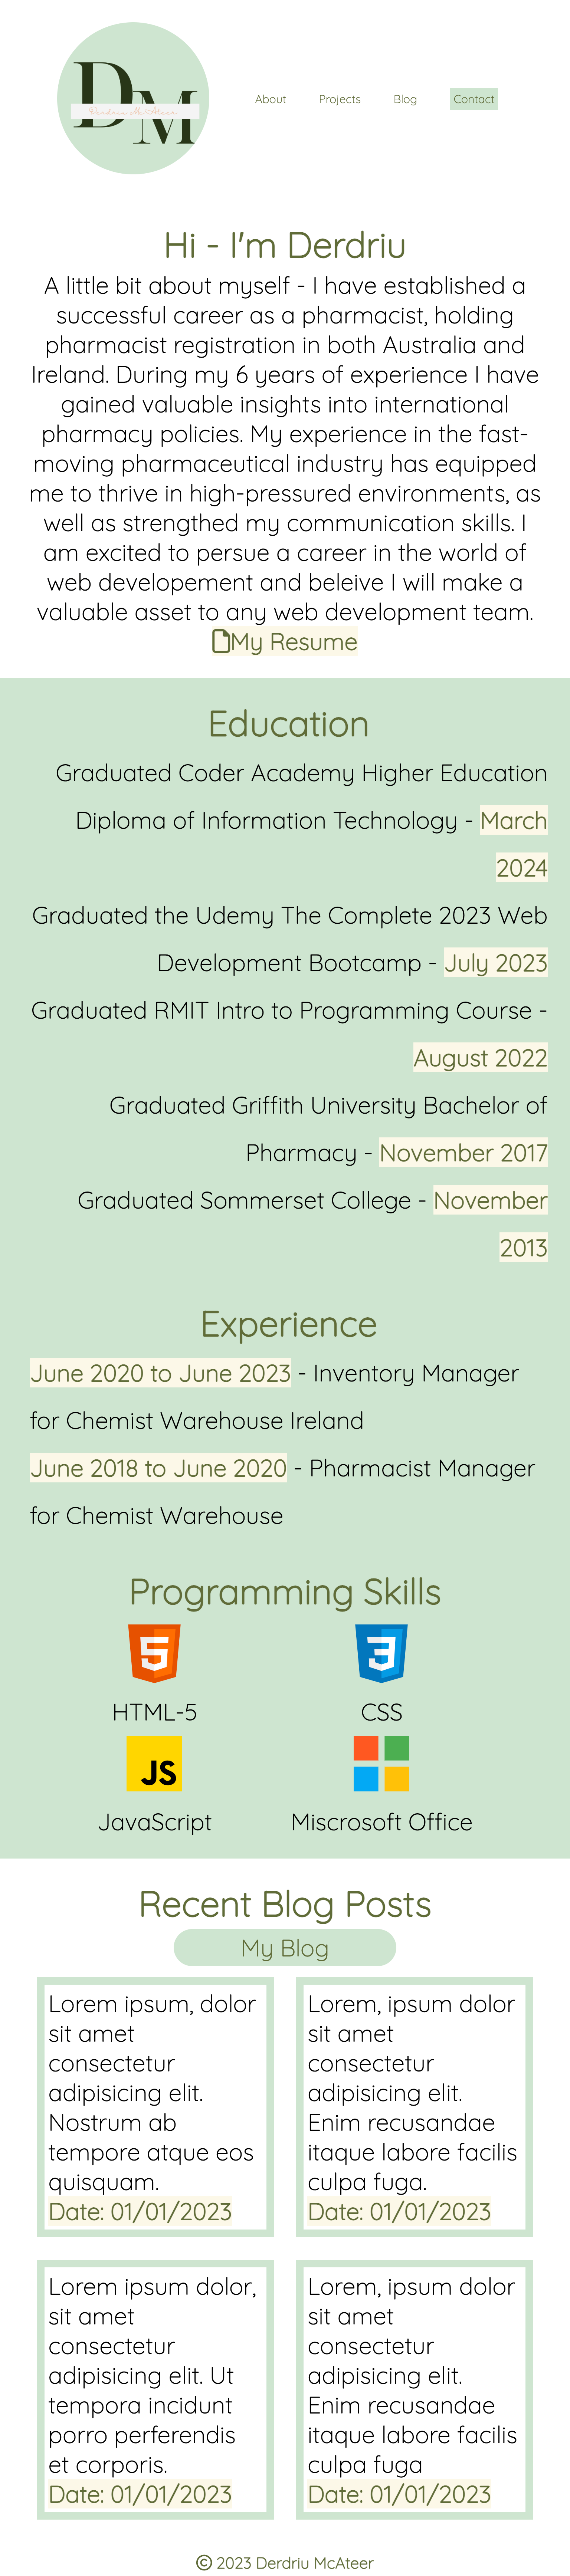 DM
Derdriu McAteer
About Projects Blog Contact
Hi - I'm Derdriu
A little bit about myself - I have established a
successful career as a pharmacist, holding
pharmacist registration in both Australia and
Ireland. During my 6 years of experience I have
gained valuable insights into international
pharmacy policies. My experience in the fast-
moving pharmaceutical industry has equipped
me to thrive in high-pressured environments, as
well as strengthed my communication skills. I
am excited to persue a career in the world of
web developement and beleive I will make a
valuable asset to any web development team.
My Resume
Education
Graduated Coder Academy Higher Education
Diploma of Information Technology - March
2024
Graduated the Udemy The Complete 2023 Web
Development Bootcamp - July 2023
Graduated RMIT Intro to Programming Course -
August 2022
Graduated Griffith University Bachelor of
Pharmacy - November 2017
Graduated Sommerset College - November
2013
Experience
June 2020 to June 2023 - Inventory Manager
for Chemist Warehouse Ireland
June 2018 to June 2020 - Pharmacist Manager
for Chemist Warehouse
Programming Skills
5
3
HTML-5
CSS
JS
JavaScript
Miscrosoft Office
Recent Blog Posts
My Blog
Lorem ipsum, dolor
sit amet
consectetur
adipisicing elit.
Nostrum ab
tempore atque eos
quisquam.
Date: 01/01/2023
Lorem, ipsum dolor
sit amet
consectetur
adipisicing elit.
Enim recusandae
itaque labore facilis
culpa fuga.
Date: 01/01/2023
Lorem ipsum dolor,
sit amet
consectetur
adipisicing elit. Ut
tempora incidunt
porro perferendis
et corporis.
Date: 01/01/2023
Lorem, ipsum dolor
sit amet
consectetur
adipisicing elit.
Enim recusandae
itaque labore facilis
culpa fuga
Date: 01/01/2023
© 2023 Derdriu McAteer